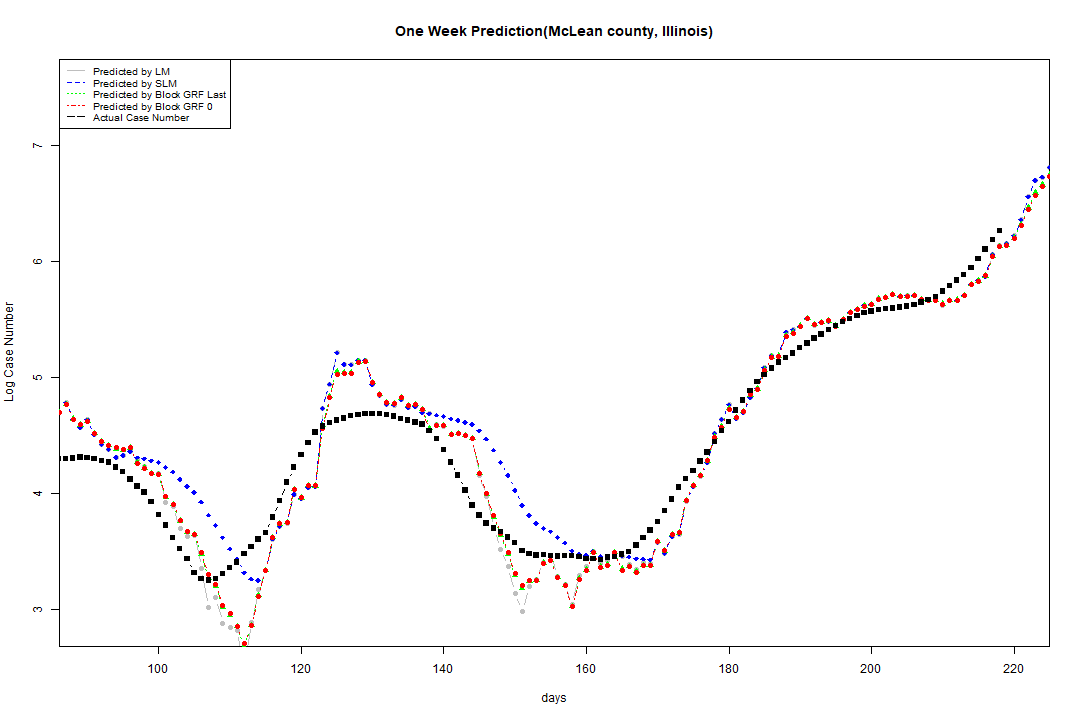 One Week Prediction(McLean county, Illinois)
Predicted by LM
Predicted by SLM
Predicted by Block GRF Last
Predicted by Block GRF 0
Actual Case Number
7
6
5
4
3
Log Case Number
100 120 140 160 180 200 220
days